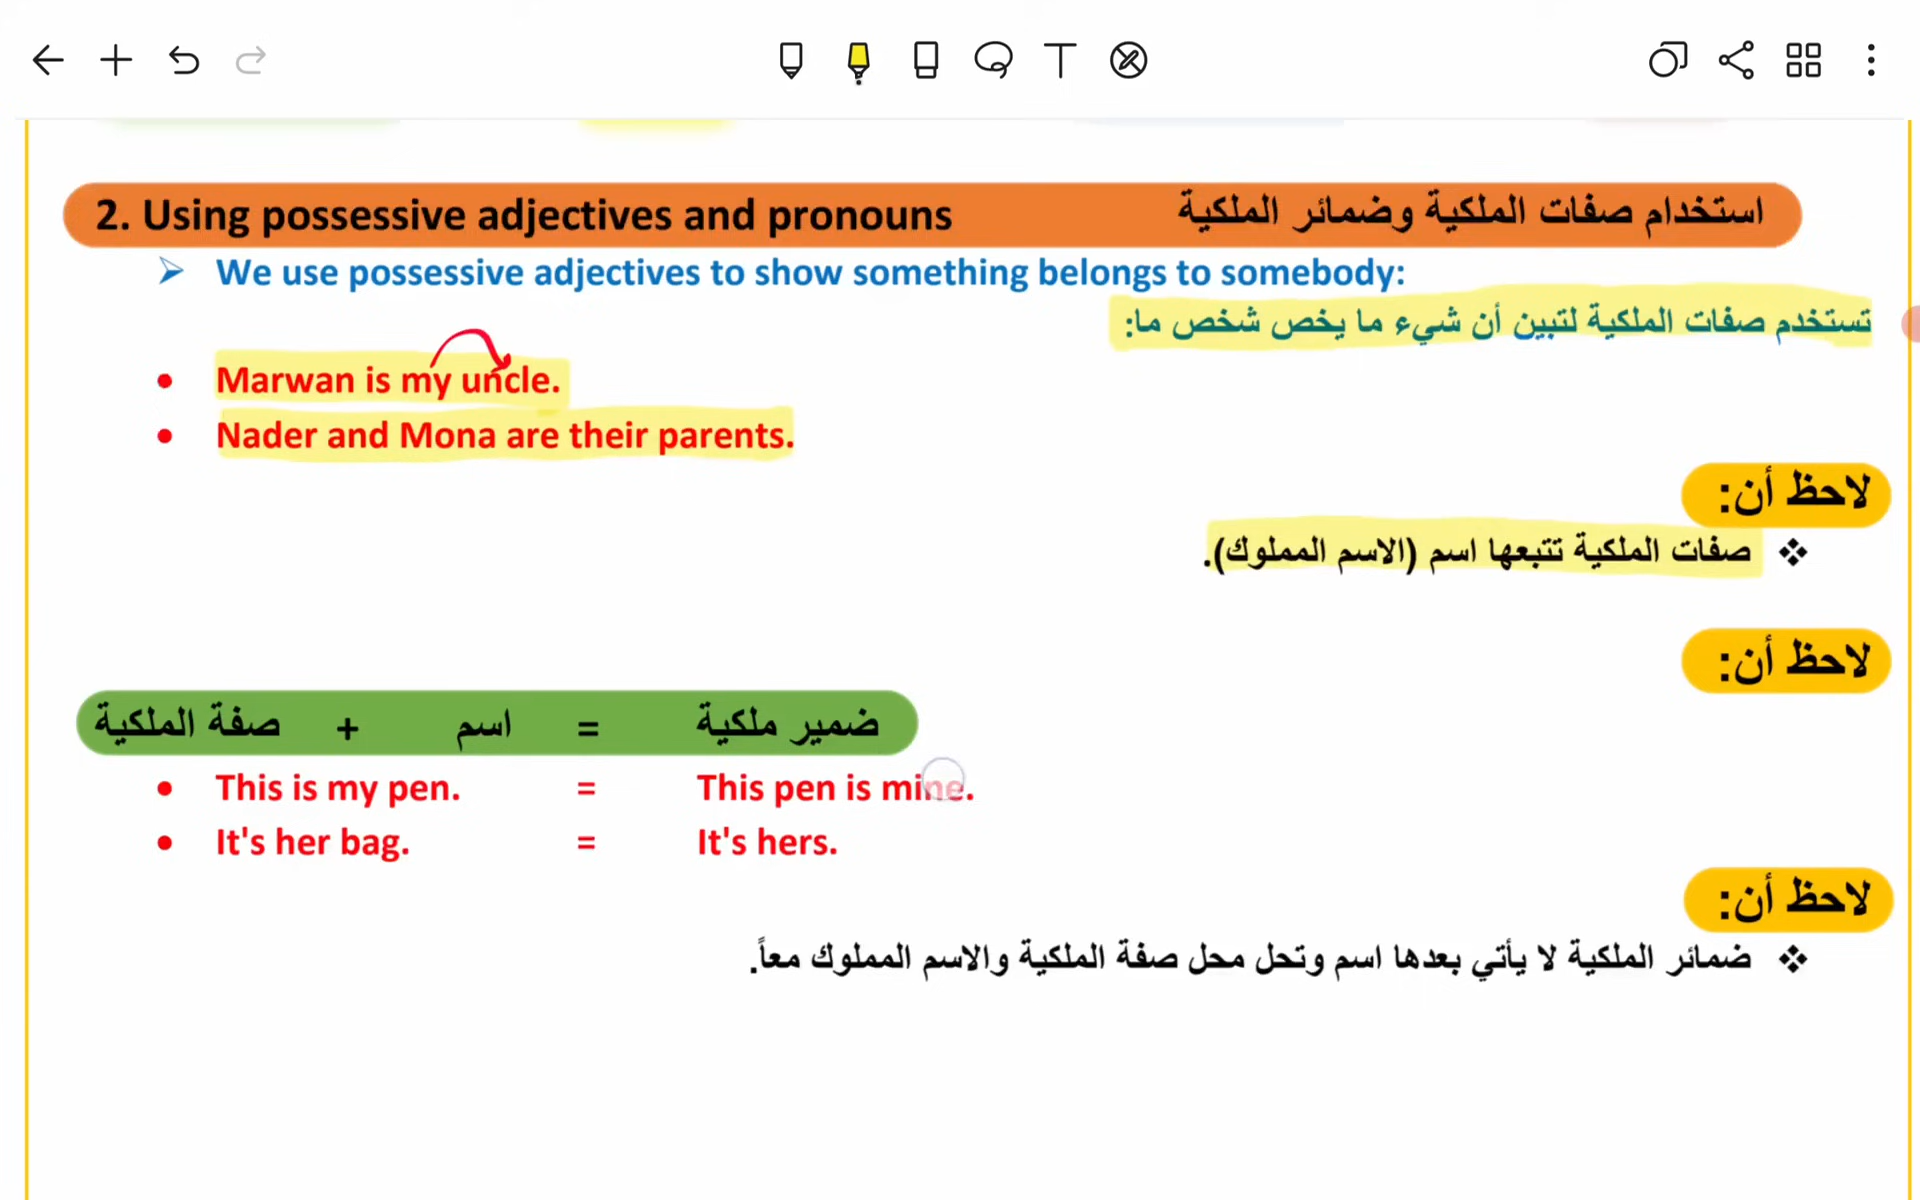 2. Using possessive adjectives and pronouns استخدام صفات الملكية وضمائر الملكية
➢ We use possessive adjectives to show something belongs to somebody:
تستخدم صفات الملكية لتبين أن شيء ما يخص شخص ما:
• Marwan is my uncle.
• Nader and Mona are their parents.
لاحظ أن:
❖ صفات الملكية تتبعها اسم (الاسم المملوك).
لاحظ أن:
صفة الملكية + اسم = ضمير ملكية
• This is my pen. = This pen is mine.
• It's her bag. = It's hers.
لاحظ أن:
❖ ضمائر الملكية لا يأتي بعدها اسم وتحل محل صفة الملكية والاسم المملوك معاً.